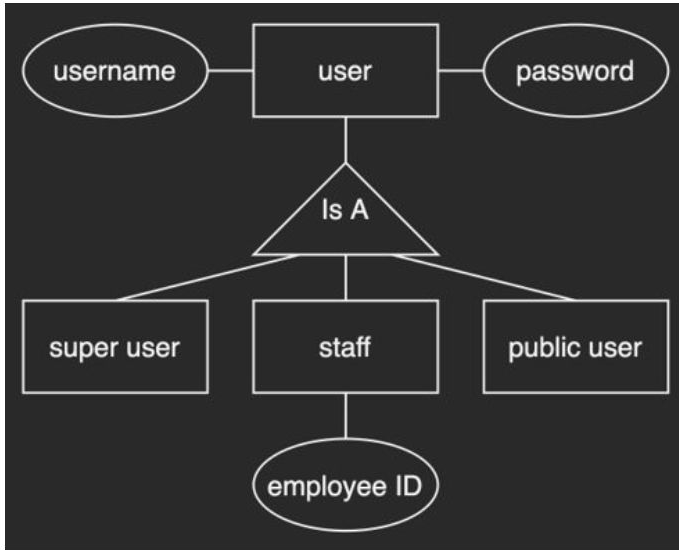 username
user
password
Is A
super user
staff
public user
employee ID